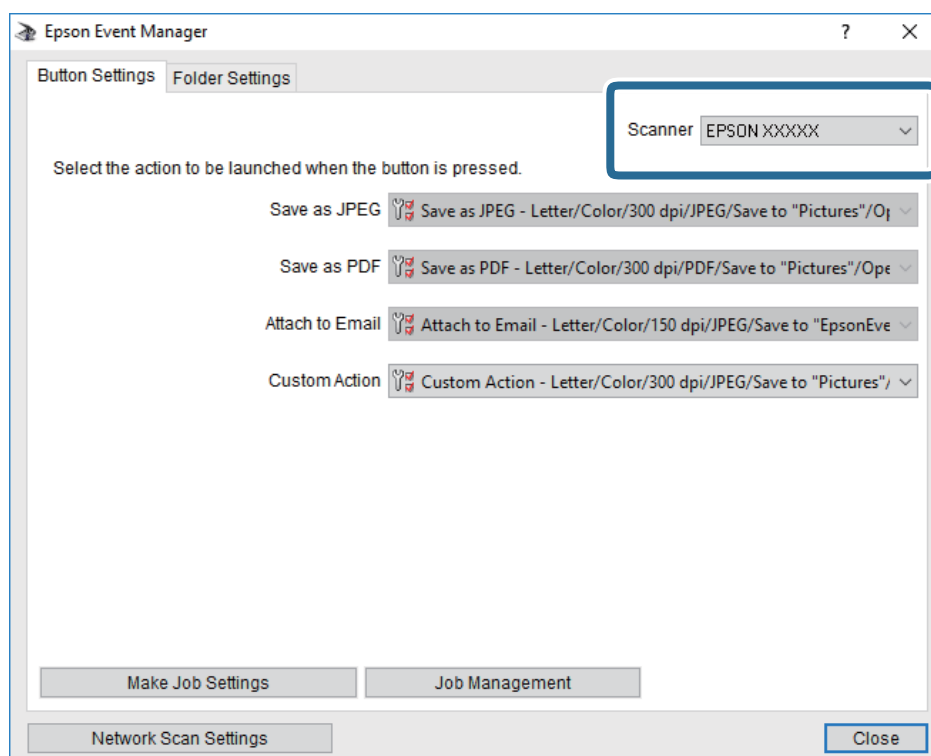 Epson Event Manager
?
Button Settings
Folder Settings
Scanner EPSON XXXXX
Select the action to be launched when the button is pressed.
Save as JPEG Save as JPEG - Letter/Color/300 dpi/JPEG/Save to "Pictures"/Op
Save as PDF Save as PDF - Letter/Color/300 dpi/PDF/Save to "Pictures"/Ope
Attach to Email Attach to Email - Letter/Color/150 dpi/JPEG/Save to "EpsonEve
Custom Action Custom Action - Letter/Color/300 dpi/JPEG/Save to "Pictures"/
Make Job Settings
Job Management
Network Scan Settings
Close